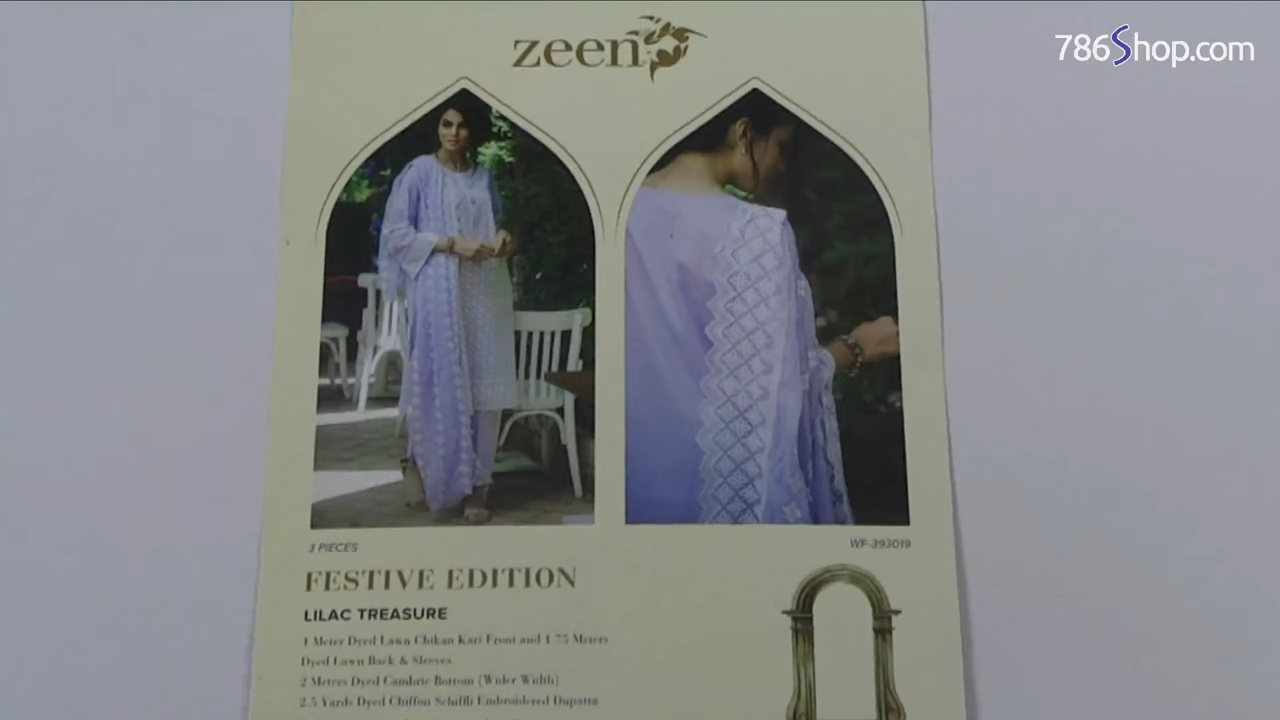 786Shop.com
zeen
3 PIECES
WF-393019
FESTIVE EDITION
LILAC TREASURE
1 Meter Dyed Lawn Chikan Kari Front and 1.75 Meters
Dyed Lawn Back & Sleeves
2 Meters Dyed Cambric Bottom (Wider Width)
2.5 Yards Dyed Chiffon Schiffli Embroidered Dupatta